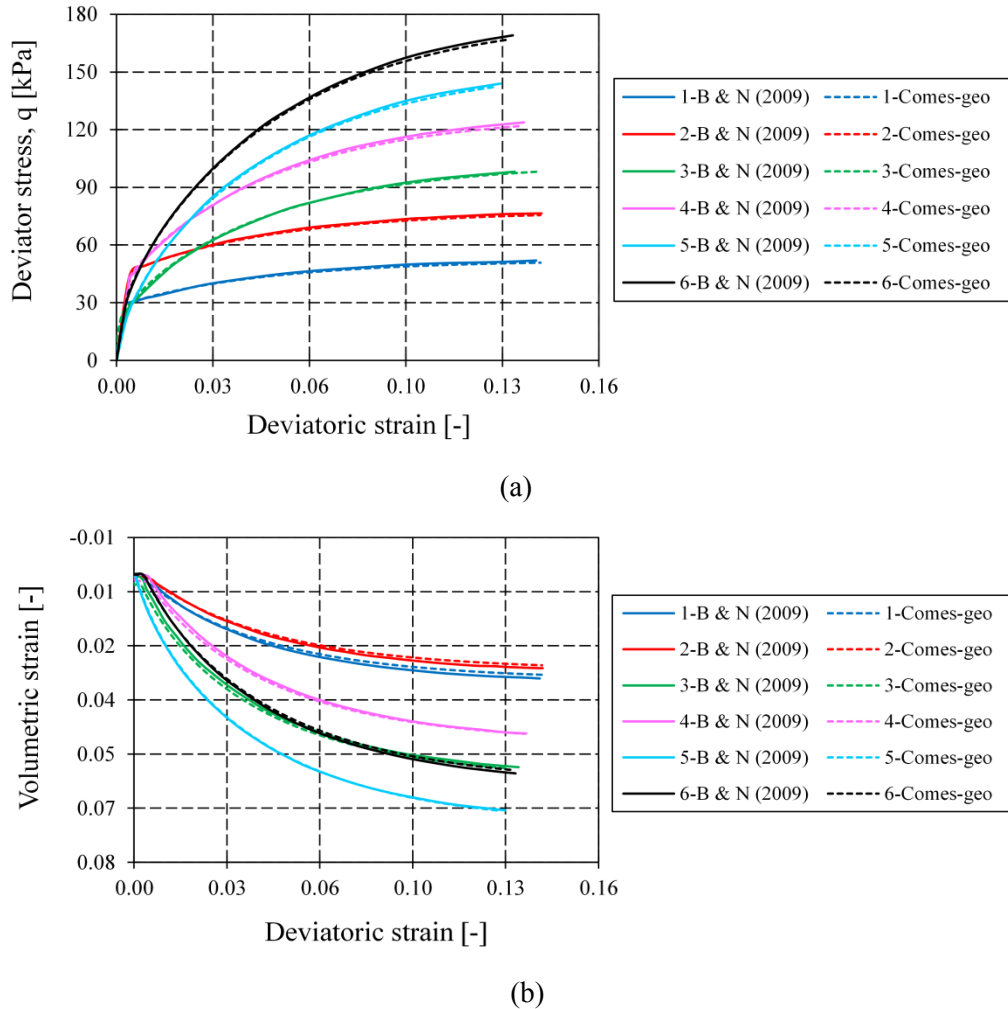 180
150
120
90
60
30
0
Deviator stress, q [kPa]
0.00 0.03 0.06 0.10 0.13 0.16
Deviatoric strain [-]
1-B & N (2009) 1-Comes-geo
2-B & N (2009) 2-Comes-geo
3-B & N (2009) 3-Comes-geo
4-B & N (2009) 4-Comes-geo
5-B & N (2009) 5-Comes-geo
6-B & N (2009) 6-Comes-geo
(a)
-0.01
0.01
0.02
0.04
0.05
0.07
0.08
Volumetric strain [-]
0.00 0.03 0.06 0.10 0.13 0.16
Deviatoric strain [-]
1-B & N (2009) 1-Comes-geo
2-B & N (2009) 2-Comes-geo
3-B & N (2009) 3-Comes-geo
4-B & N (2009) 4-Comes-geo
5-B & N (2009) 5-Comes-geo
6-B & N (2009) 6-Comes-geo
(b)